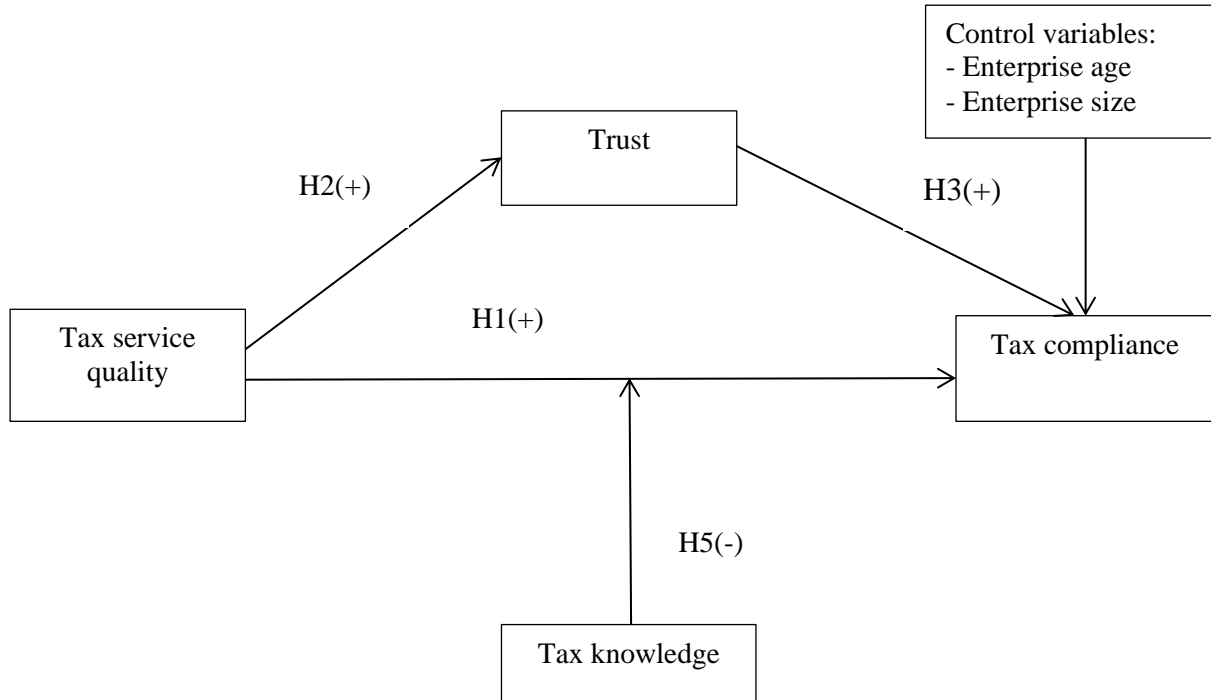 Control variables:
- Enterprise age
- Enterprise size
Trust
H2(+)
H3(+)
H1(+)
Tax service
quality
Tax compliance
H5(-)
Tax knowledge